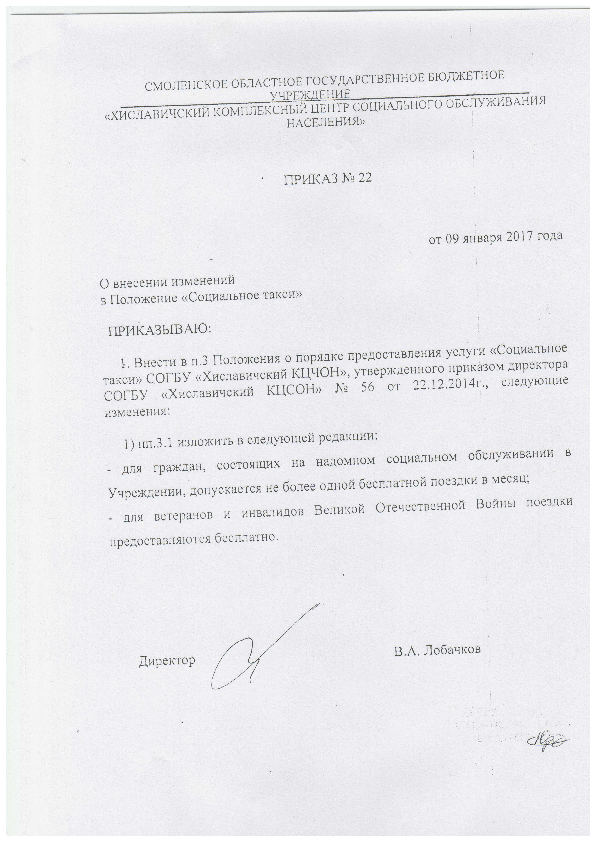 СМОЛЕНСКОЕ ОБЛАСТНОЕ ГОСУДАРСТВЕННОЕ БЮДЖЕТНОЕ
УЧРЕЖДЕНИЕ
«ХИСЛАВИЧСКИЙ КОМПЛЕКСНЫЙ ЦЕНТР СОЦИАЛЬНОГО ОБСЛУЖИВАНИЯ
НАСЕЛЕНИЯ»
ПРИКАЗ № 22
от 09 января 2017 года
О внесении изменений
в Положение «Социальное такси»
ПРИКАЗЫВАЮ:
1. Внести в п.3 Положения о порядке предоставления услуги «Социальное
такси» СОГБУ «Хиславичский КЦЧОН», утвержденного приказом директора
СОГБУ «Хиславичский КЦСОН» № 56 от 22.12.2014г., следующие
изменения:
1) пп.3.1 изложить в следующей редакции:
- для граждан, состоящих на надомном социальном обслуживании в
Учреждении, допускается не более одной бесплатной поездки в месяц;
- для ветеранов и инвалидов Великой Отечественной Войны поездки
предоставляются бесплатно.
Директор В.А. Лобачков